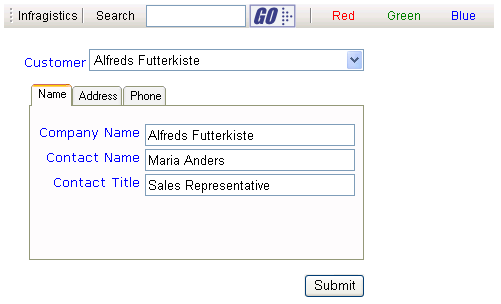 Infragistics Search GO Red Green Blue
Customer Alfreds Futterkiste
Name Address Phone
Company Name Alfreds Futterkiste
Contact Name Maria Anders
Contact Title Sales Representative
Submit